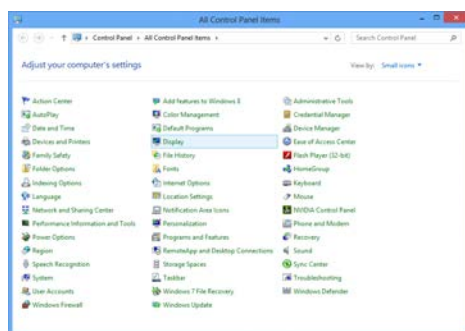 All Control Panel Items
Control Panel All Control Panel Items Search Control Panel
Adjust your computer's settings View by: Small icons
Action Center Add features to Windows 8 Administrative Tools
AutoPlay Color Management Credential Manager
Date and Time Default Programs Device Manager
Devices and Printers Display Ease of Access Center
Family Safety File History Flash Player (32-bit)
Folder Options Fonts HomeGroup
Indexing Options Internet Options Keyboard
Language Location Settings Mouse
Network and Sharing Center Notification Area Icons NVIDIA Control Panel
Performance Information and Tools Personalization Phone and Modem
Power Options Programs and Features Recovery
Region RemoteApp and Desktop Connections Sound
Speech Recognition Storage Spaces Sync Center
System Taskbar Troubleshooting
User Accounts Windows 7 File Recovery Windows Defender
Windows Firewall Windows Update